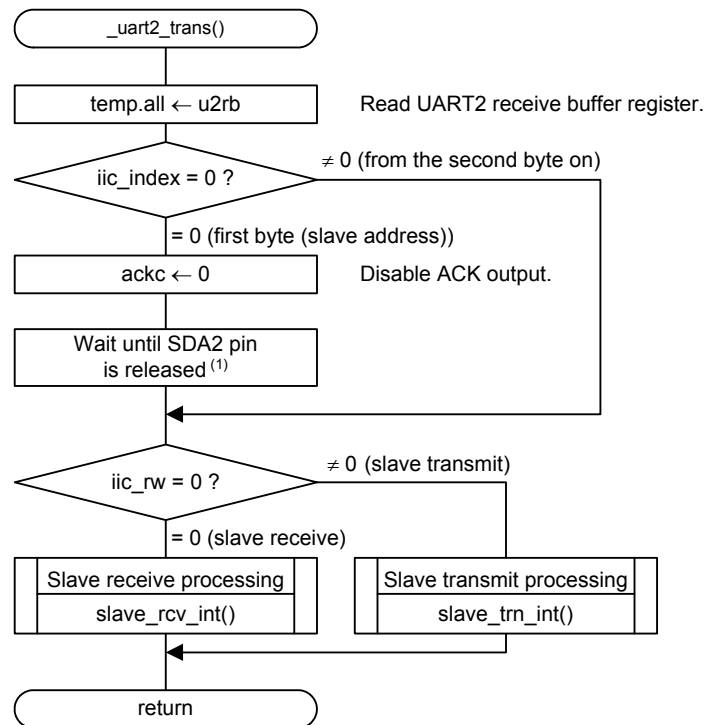 _uart2_trans()
temp.all ← u2rb
Read UART2 receive buffer register.
≠ 0 (from the second byte on)
iic_index = 0 ?
= 0 (first byte (slave address))
ackc ← 0
Disable ACK output.
Wait until SDA2 pin
is released (1)
≠ 0 (slave transmit)
iic_rw = 0 ?
= 0 (slave receive)
Slave receive processing
slave_rcv_int()
Slave transmit processing
slave_trn_int()
return